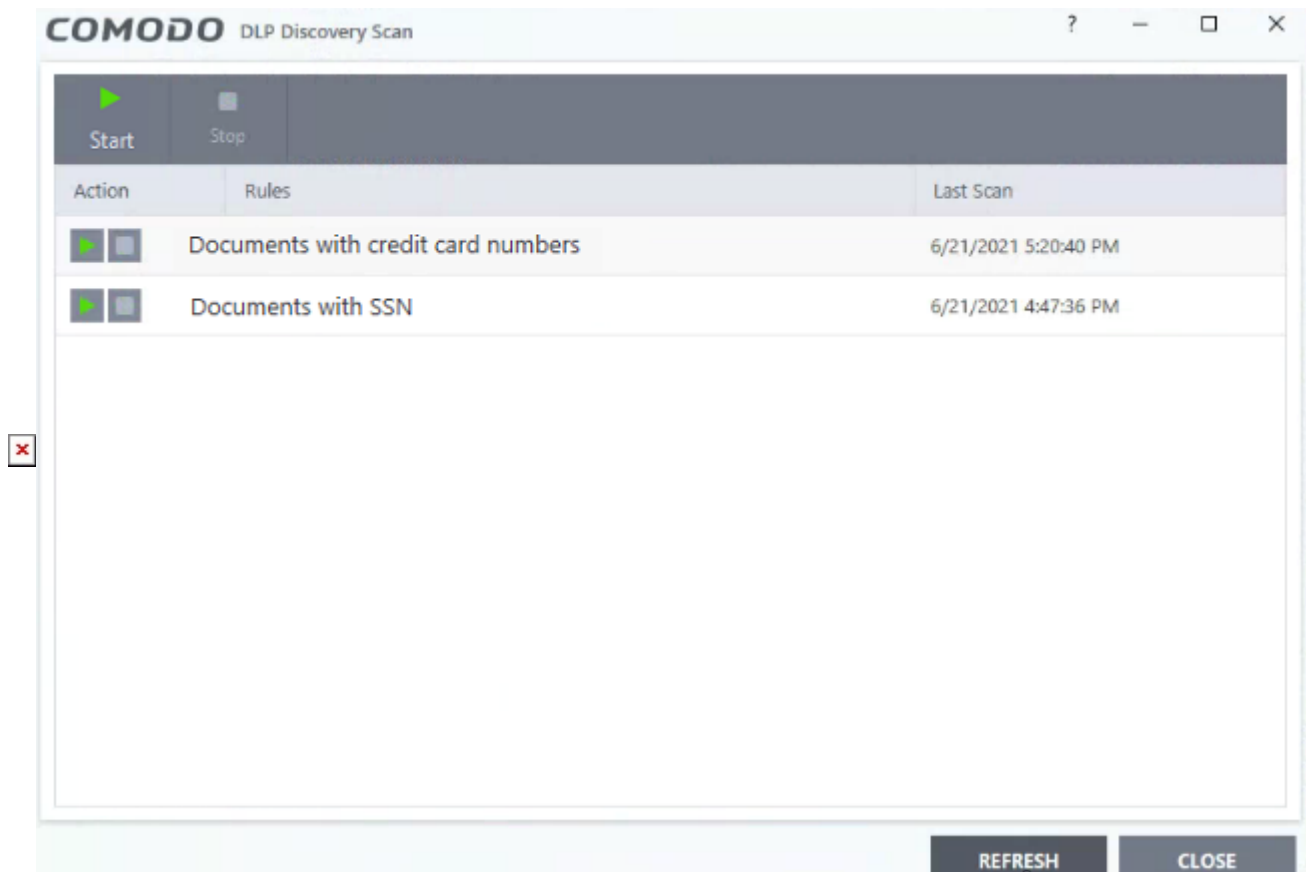 COMODO DLP Discovery Scan ?
Start Stop
Action Rules Last Scan
Documents with credit card numbers 6/21/2021 5:20:40 PM
Documents with SSN 6/21/2021 4:47:36 PM
REFRESH CLOSE